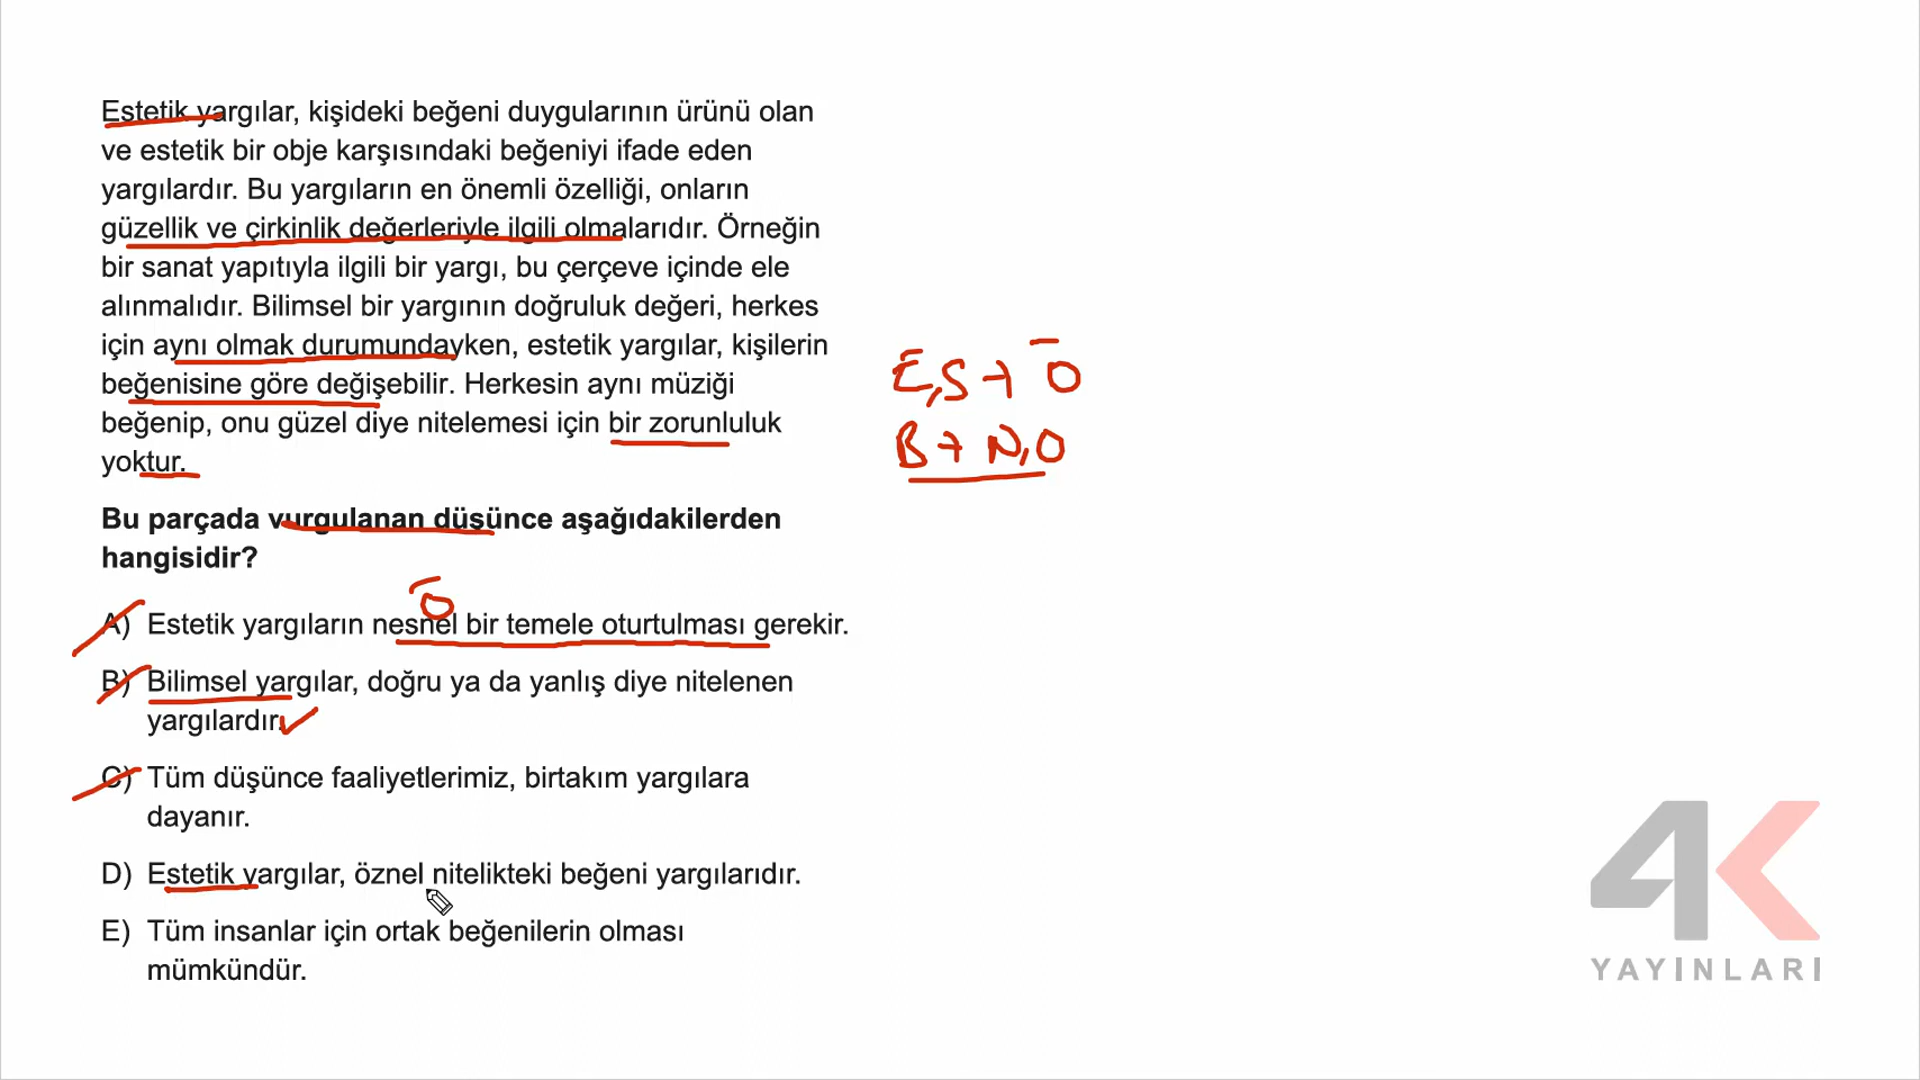 Estetik yargılar, kişideki beğeni duygularının ürünü olan
ve estetik bir obje karşısındaki beğeniyi ifade eden
yargılardır. Bu yargıların en önemli özelliği, onların
güzellik ve çirkinlik değerleriyle ilgili olmalarıdır. Örneğin
bir sanat yapıtıyla ilgili bir yargı, bu çerçeve içinde ele
alınmalıdır. Bilimsel bir yargının doğruluk değeri, herkes
için aynı olmak durumundayken, estetik yargılar, kişilerin
beğenisine göre değişebilir. Herkesin aynı müziği
beğenip, onu güzel diye nitelemesi için bir zorunluluk
yoktur.
E,S → Ö
B → N,O
Bu parçada vurgulanan düşünce aşağıdakilerden
hangisidir?
Ö
A) Estetik yargıların nesnel bir temele oturtulması gerekir.
B) Bilimsel yargılar, doğru ya da yanlış diye nitelenen
yargılardır.
C) Tüm düşünce faaliyetlerimiz, birtakım yargılara
dayanır.
D) Estetik yargılar, öznel nitelikteki beğeni yargılarıdır.
E) Tüm insanlar için ortak beğenilerin olması
mümkündür.
4K
YAYINLARI